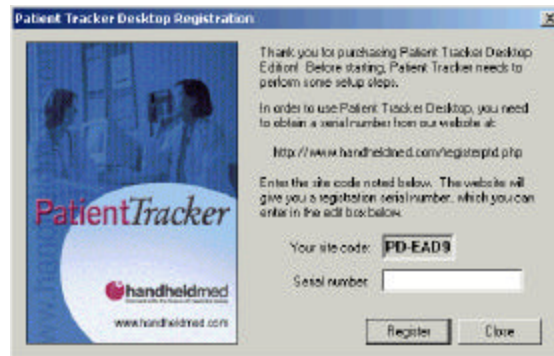 Patient Tracker Desktop Registration
Thank you for purchasing Patient Tracker Desktop
Edition! Before starting, Patient Tracker needs to
perform some setup steps.
In order to use Patient Tracker Desktop, you need
to obtain a serial number from our website at:
http://www.handheldmed.com/registerptd.php
Enter the site code noted below. The website will
give you a registration serial number, which you can
enter in the edit box below.
Your site code: PD-EAD9
Serial number:
Register Close
PatientTracker
handheldmed
www.handheldmed.com